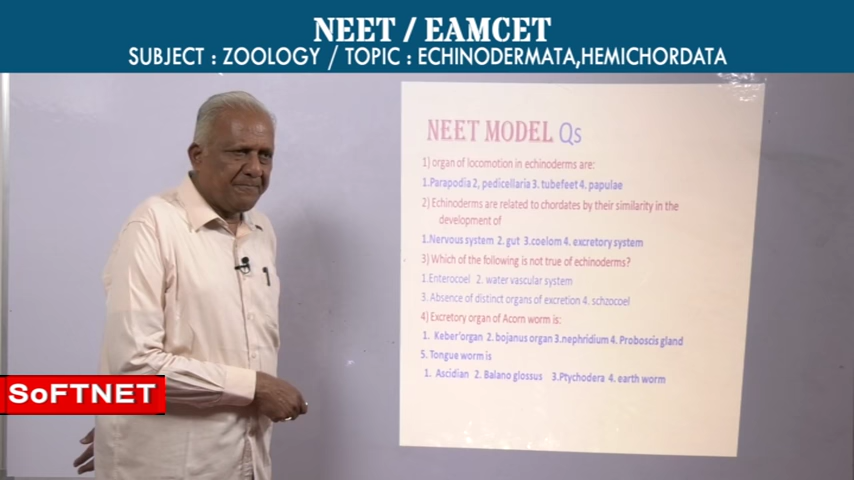 NEET / EAMCET
SUBJECT : ZOOLOGY / TOPIC : ECHINODERMATA,HEMICHORDATA
NEET MODEL Qs
1) organ of locomotion in echinoderms are:
1.Parapodia 2, pedicellaria 3. tubefeet 4. papulae
2) Echinoderms are related to chordates by their similarity in the
development of
1.Nervous system 2. gut 3.coelom 4. excretory system
3) Which of the following is not true of echinoderms?
1.Enterocoel 2. water vascular system
3. Absence of distinct organs of excretion 4. schzocoel
4) Excretory organ of Acorn worm is:
1. Keber'organ 2. bojanus organ 3.nephridium 4. Proboscis gland
5. Tongue worm is
1. Ascidian 2. Balano glossus 3.Ptychodera 4. earth worm
SoFTNET